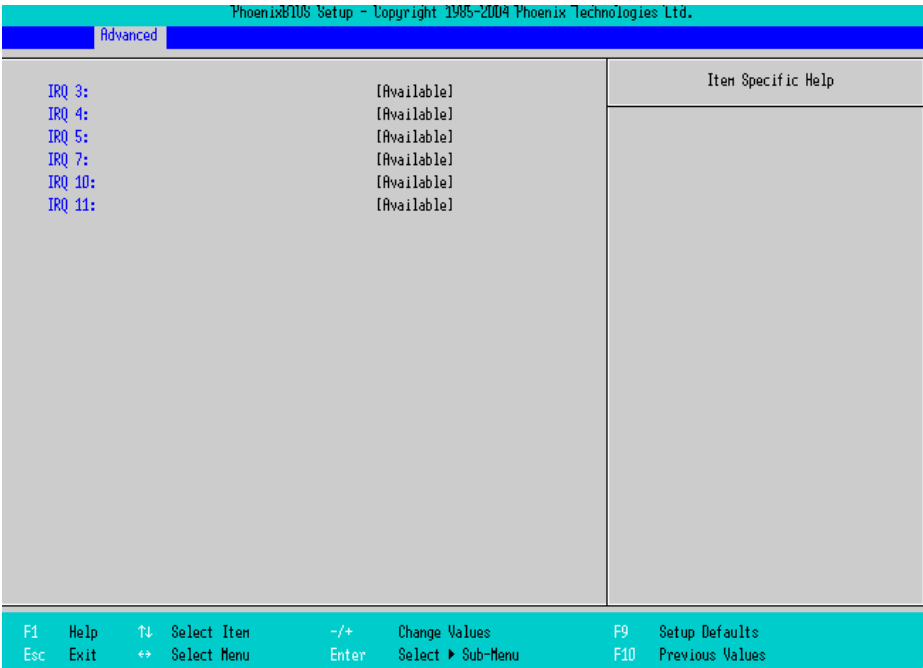 PhoenixBIOS Setup - Copyright 1985-2004 Phoenix Technologies Ltd.
Advanced
Item Specific Help
IRQ 3: [Available]
IRQ 4: [Available]
IRQ 5: [Available]
IRQ 7: [Available]
IRQ 10: [Available]
IRQ 11: [Available]
F1 Help ↑↓ Select Item -/+ Change Values F9 Setup Defaults
Esc Exit ↔ Select Menu Enter Select ▶ Sub-Menu F10 Previous Values